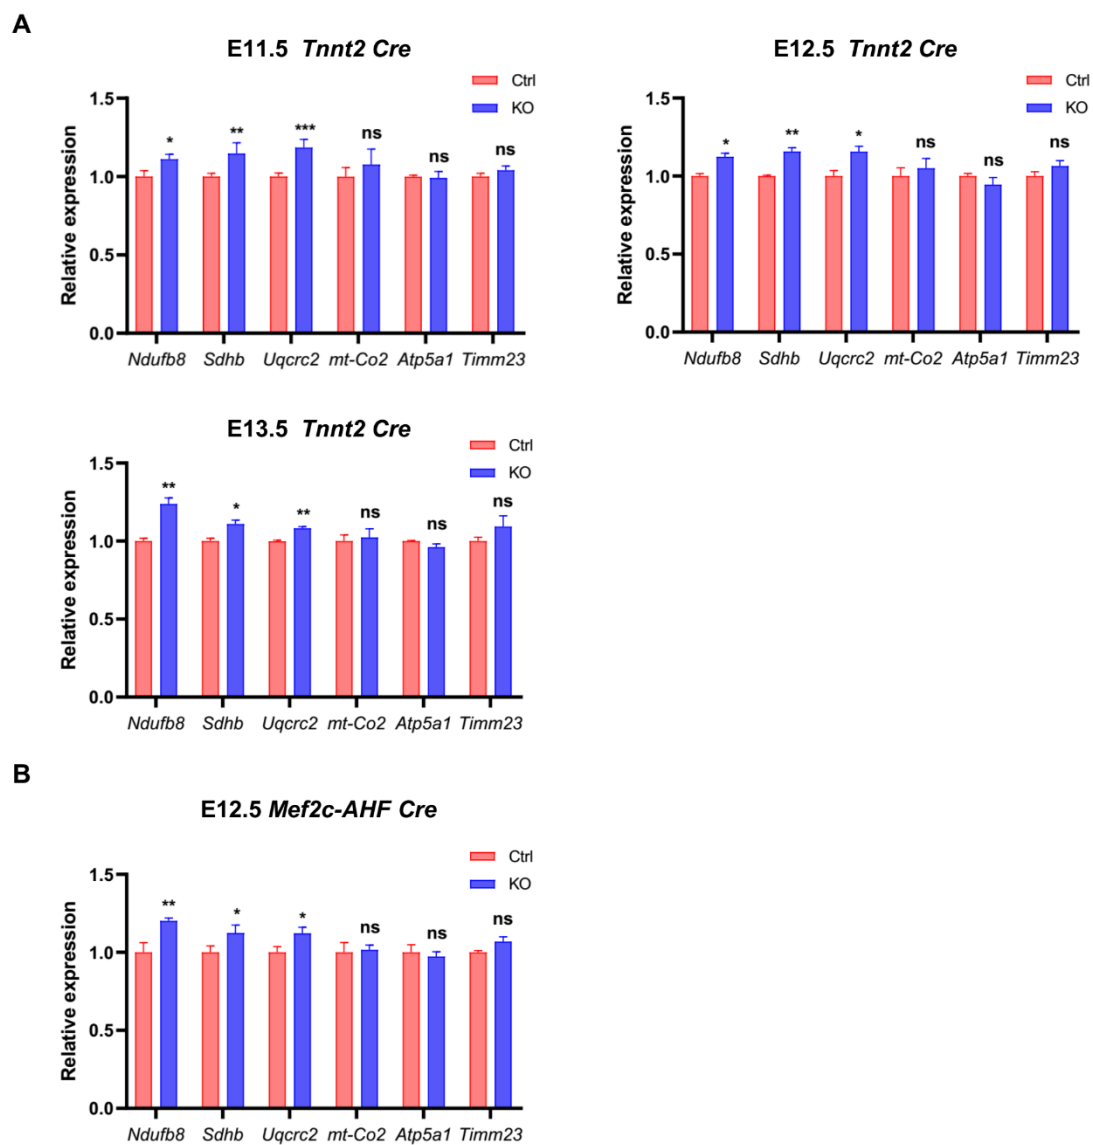 A
E11.5 Tnnt2 Cre
Ctrl
KO
Relative expression
1.5
1.0
0.5
0.0
* ** *** ns ns ns
Ndufb8 Sdhb Uqcrc2 mt-Co2 Atp5a1 Timm23
E12.5 Tnnt2 Cre
Ctrl
KO
Relative expression
1.5
1.0
0.5
0.0
* ** * ns ns ns
Ndufb8 Sdhb Uqcrc2 mt-Co2 Atp5a1 Timm23
E13.5 Tnnt2 Cre
Ctrl
KO
Relative expression
1.5
1.0
0.5
0.0
** * ** ns ns ns
Ndufb8 Sdhb Uqcrc2 mt-Co2 Atp5a1 Timm23
B
E12.5 Mef2c-AHF Cre
Ctrl
KO
Relative expression
1.5
1.0
0.5
0.0
** * * ns ns ns
Ndufb8 Sdhb Uqcrc2 mt-Co2 Atp5a1 Timm23